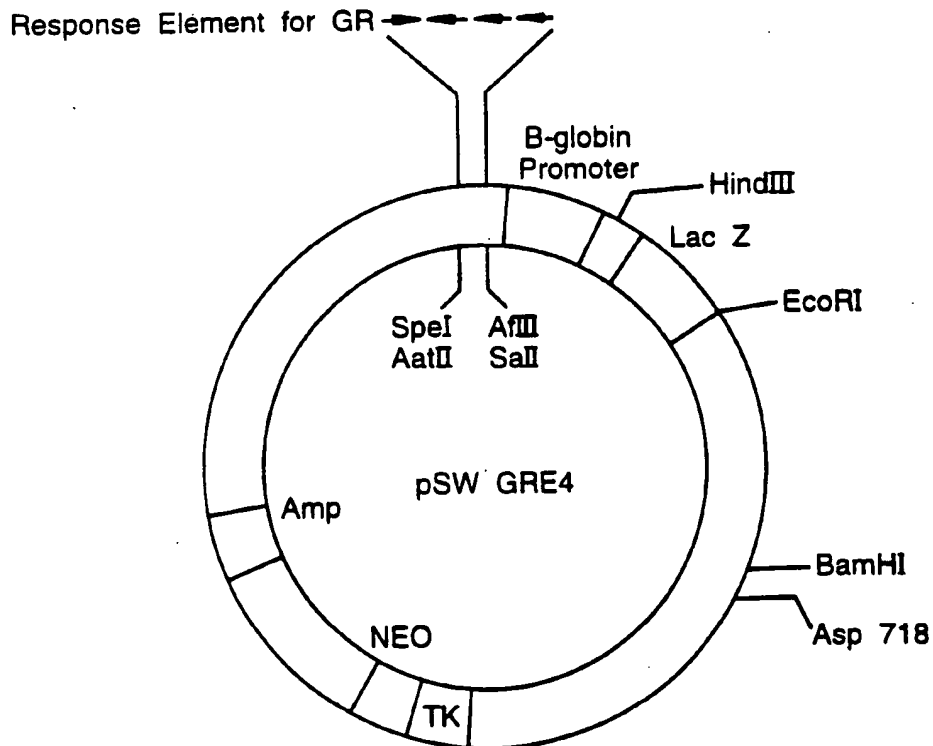 Response Element for GR
B-globin
Promoter
HindIII
Lac Z
EcoRI
SpeI
AatII
AflII
SalI
pSW GRE4
Amp
BamHI
Asp 718
NEO
TK